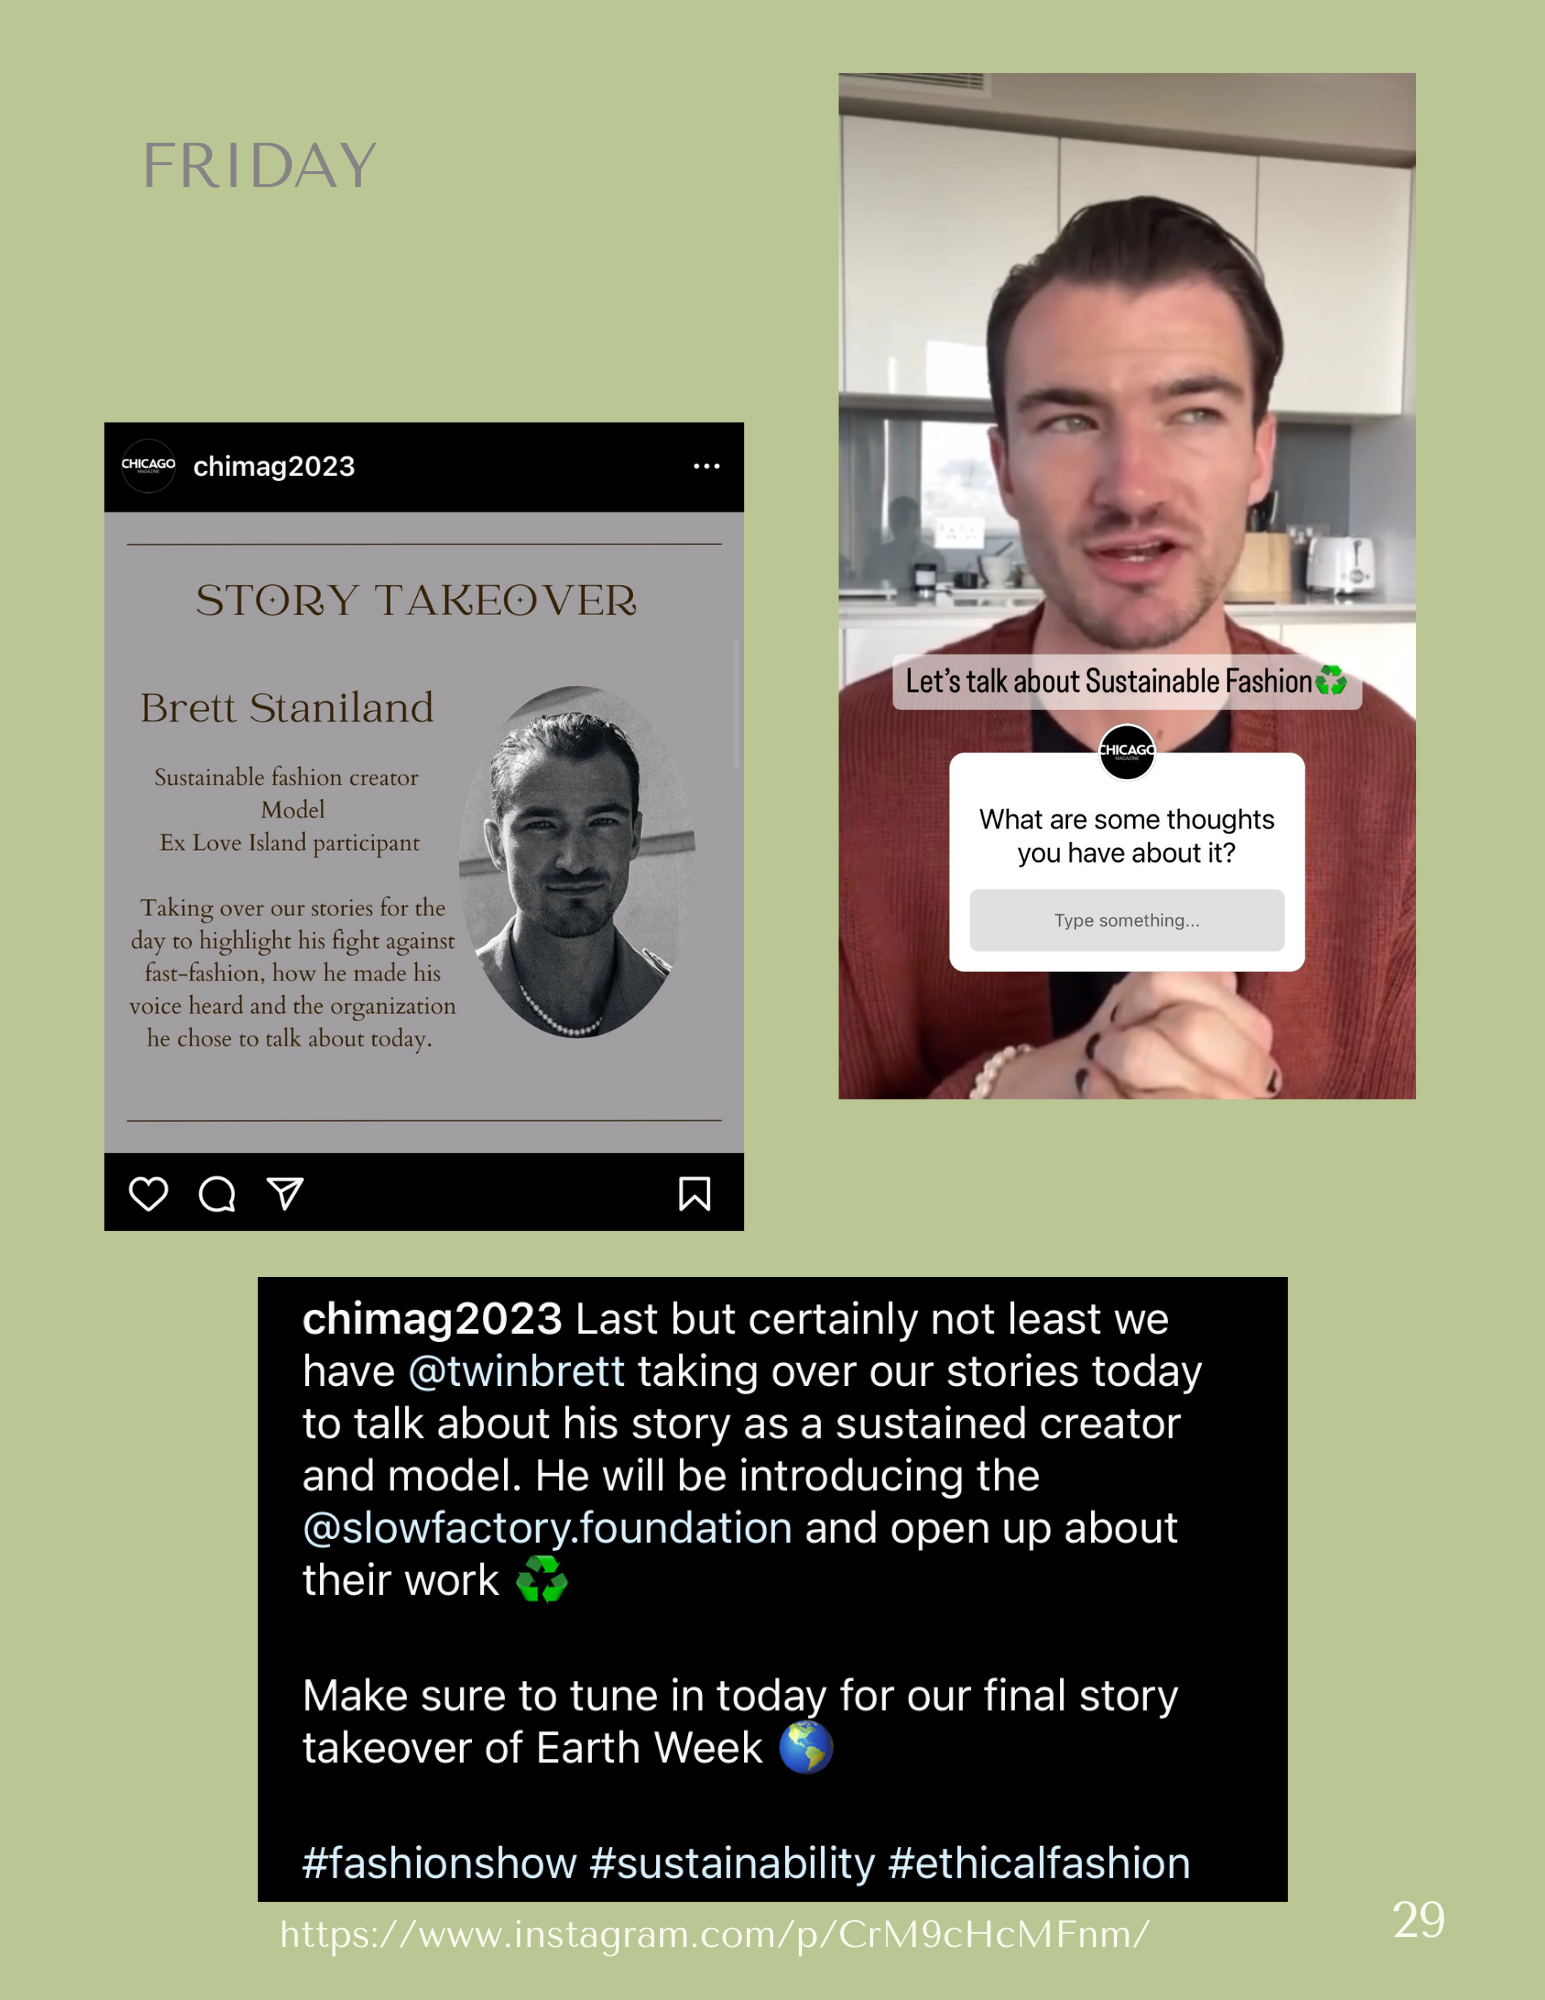 FRIDAY
CHICAGO
MAGAZINE
chimag2023
STORY TAKEOVER
Brett Staniland
Sustainable fashion creator
Model
Ex Love Island participant
Taking over our stories for the
day to highlight his fight against
fast-fashion, how he made his
voice heard and the organization
he chose to talk about today.
Let's talk about Sustainable Fashion♻️
CHICAGO
MAGAZINE
What are some thoughts
you have about it?
Type something...
chimag2023 Last but certainly not least we
have @twinbrett taking over our stories today
to talk about his story as a sustained creator
and model. He will be introducing the
@slowfactory.foundation and open up about
their work ♻️
Make sure to tune in today for our final story
takeover of Earth Week 🌎
#fashionshow #sustainability #ethicalfashion
https://www.instagram.com/p/CrM9cHcMFnm/
29